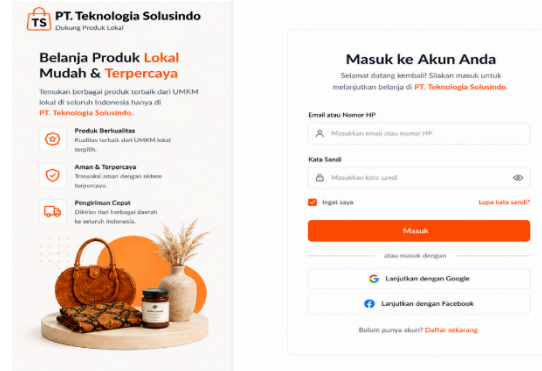 TS
PT. Teknologia Solusindo
Dukung Produk Lokal
Belanja Produk Lokal
Mudah & Terpercaya
Temukan berbagai produk terbaik dari UMKM
lokal di seluruh Indonesia hanya di
PT. Teknologia Solusindo.
Produk Berkualitas
Kualitas terbaik dari UMKM lokal
terpilih.
Aman & Terpercaya
Transaksi aman dengan sistem
terpercaya.
Pengiriman Cepat
Dikirim dari berbagai daerah
ke seluruh Indonesia.
Masuk ke Akun Anda
Selamat datang kembali! Silakan masuk untuk
melanjutkan belanja di PT. Teknologia Solusindo.
Email atau Nomor HP
Masukkan email atau nomor HP
Kata Sandi
Masukkan kata sandi
Ingat saya
Lupa kata sandi?
Masuk
atau masuk dengan
Lanjutkan dengan Google
Lanjutkan dengan Facebook
Belum punya akun? Daftar sekarang.